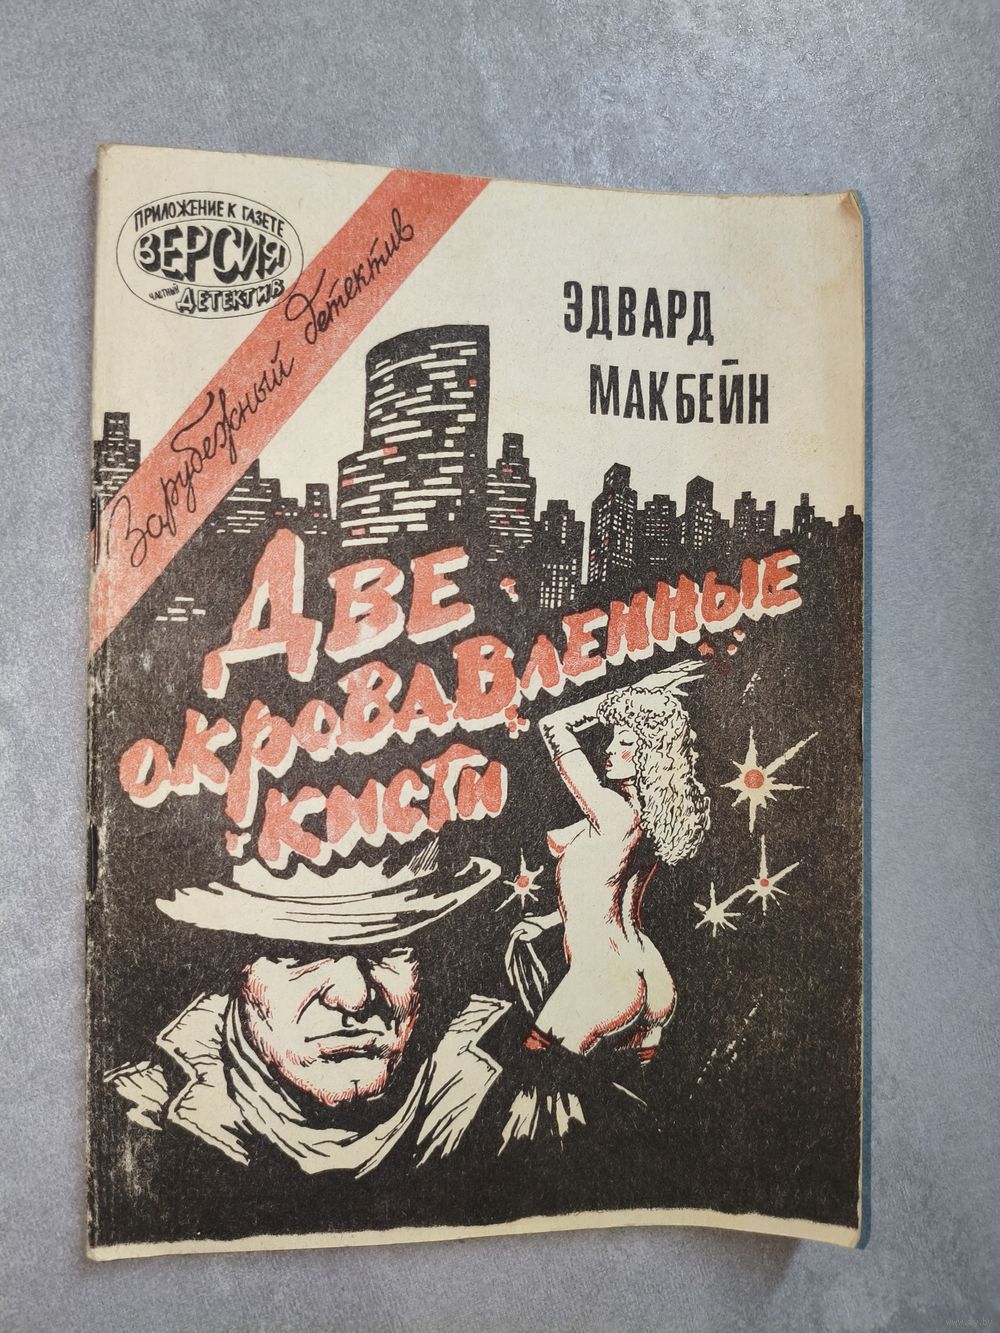 ПРИЛОЖЕНИЕ К ГАЗЕТЕ
ВЕРСИЯ
ЧАСТНЫЙ ДЕТЕКТИВ
Зарубежный детектив
ЭДВАРД
МАКБЕЙН
ДВЕ
ОКРОВАВЛЕННЫЕ
КИСТИ